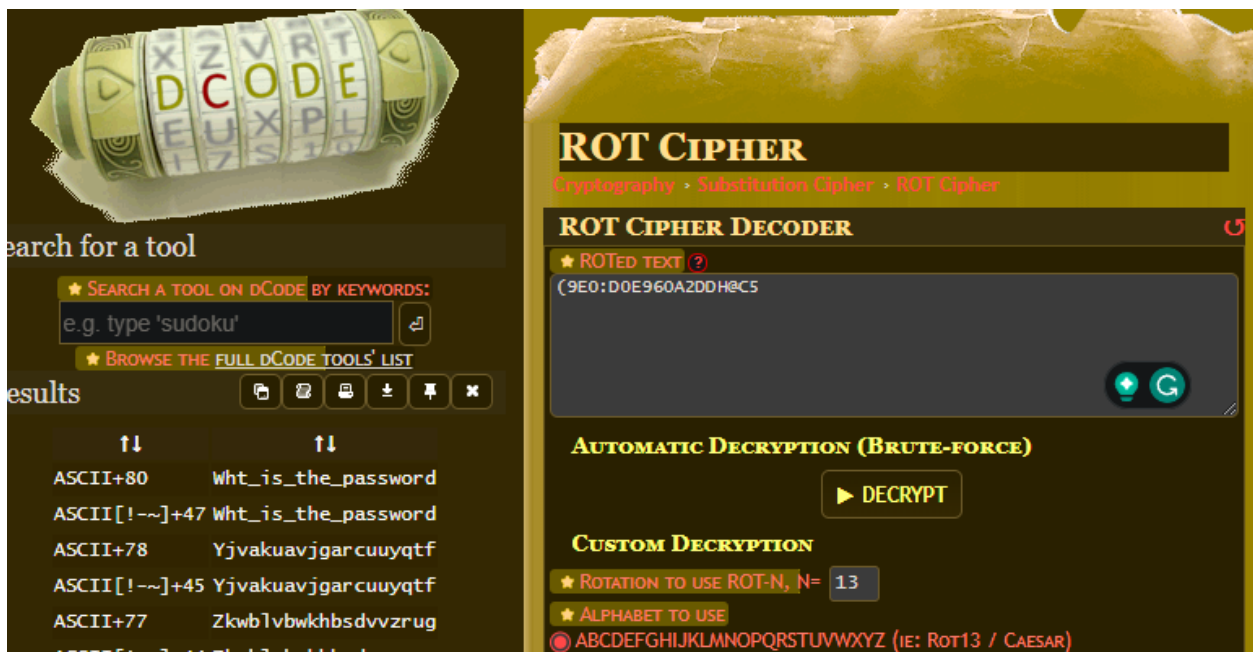 X Z V R T
DCODE
E U X P L
earch for a tool
SEARCH A TOOL ON DCODE BY KEYWORDS:
e.g. type 'sudoku'
BROWSE THE FULL DCODE TOOLS' LIST
esults
ASCII+80 Wht_is_the_password
ASCII[!-~]+47 Wht_is_the_password
ASCII+78 Yjvakuavjgarcuuyqtf
ASCII[!-~]+45 Yjvakuavjgarcuuyqtf
ASCII+77 Zkwblvbwkhbsdvvzrug
ROT CIPHER
Cryptography › Substitution Cipher › ROT Cipher
ROT CIPHER DECODER
ROTED TEXT ?
(9E0:D0E960A2DDH@C5
AUTOMATIC DECRYPTION (BRUTE-FORCE)
▶ DECRYPT
CUSTOM DECRYPTION
ROTATION TO USE ROT-N, N= 13
ALPHABET TO USE
ABCDEFGHIJKLMNOPQRSTUVWXYZ (IE: ROT13 / CAESAR)